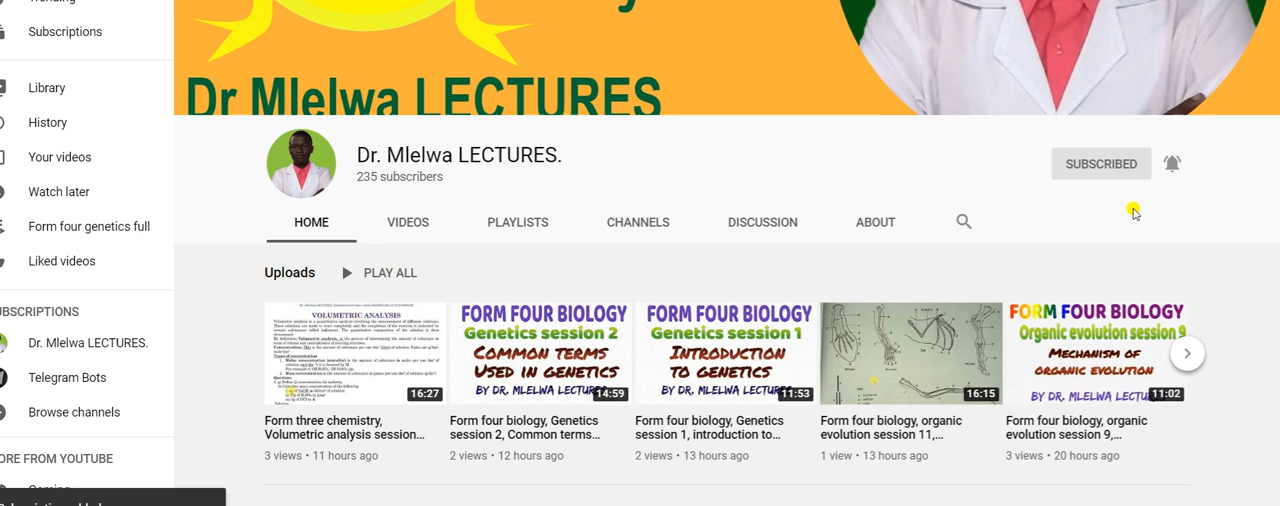 Trending
Subscriptions
Library
History
Your videos
Watch later
Form four genetics full
Liked videos
SUBSCRIPTIONS
Dr. Mlelwa LECTURES.
Telegram Bots
Browse channels
MORE FROM YOUTUBE
Dr Mlelwa LECTURES
Dr. Mlelwa LECTURES.
235 subscribers
SUBSCRIBED
HOME VIDEOS PLAYLISTS CHANNELS DISCUSSION ABOUT
Uploads PLAY ALL
VOLUMETRIC ANALYSIS
16:27
Form three chemistry,
Volumetric analysis session...
3 views • 11 hours ago
FORM FOUR BIOLOGY
Genetics session 2
COMMON TERMS
USED IN GENETICS
BY DR. MLELWA LECTURE
14:59
Form four biology, Genetics
session 2, Common terms...
2 views • 12 hours ago
FORM FOUR BIOLOGY
Genetics session 1
INTRODUCTION
TO GENETICS
BY DR. MLELWA LECTURE
11:53
Form four biology, Genetics
session 1, introduction to...
2 views • 13 hours ago
16:15
Form four biology, organic
evolution session 11,...
1 view • 13 hours ago
FORM FOUR BIOLOGY
Organic evolution session 9
MECHANISM OF
ORGANIC EVOLUTION
BY DR. MLELWA LECTU
11:02
Form four biology, organic
evolution session 9,...
3 views • 20 hours ago